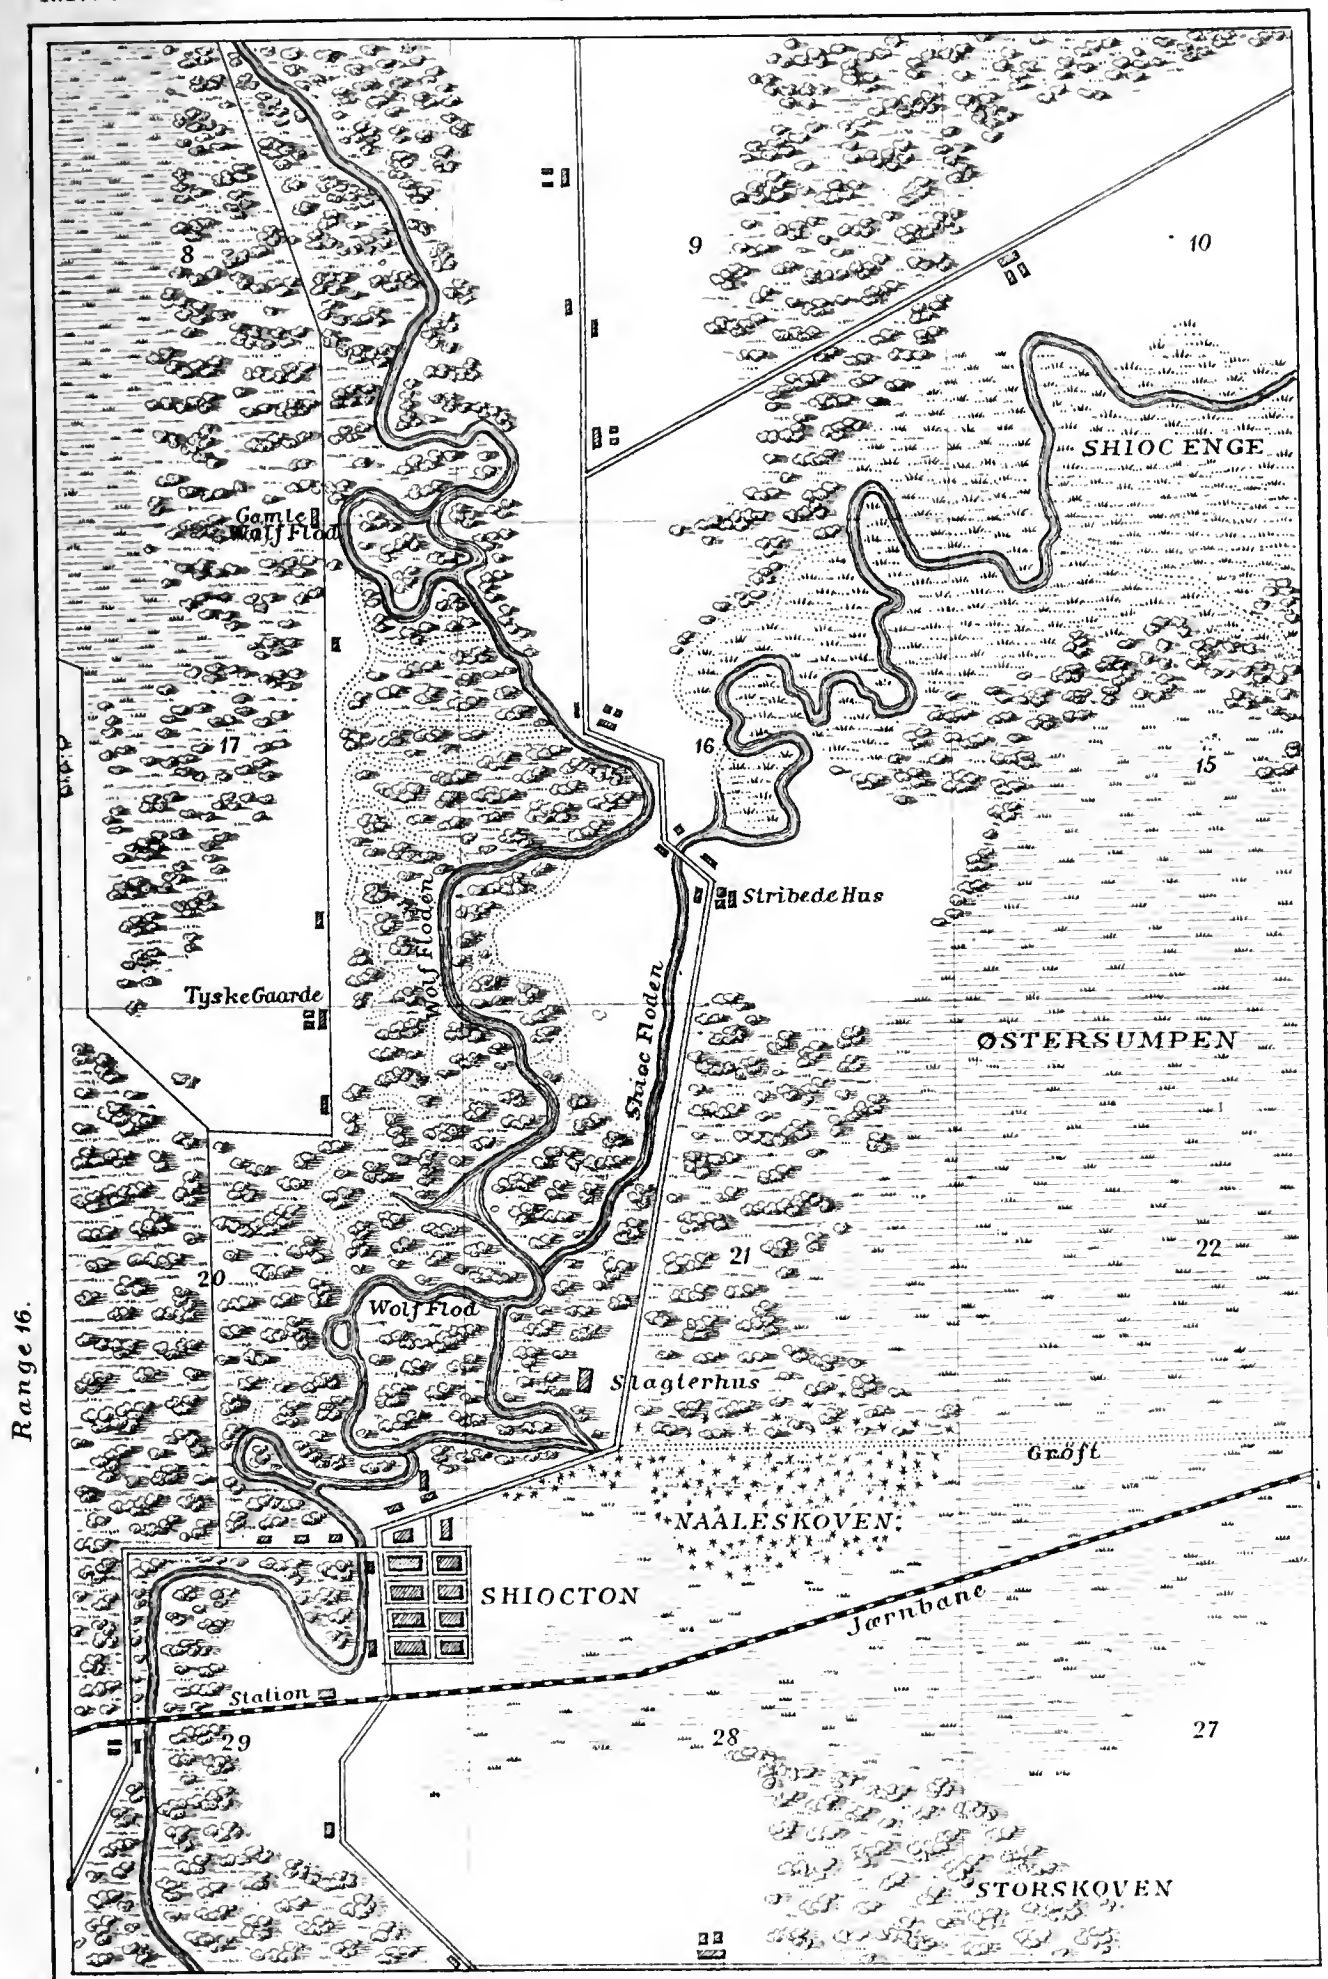 8
9
10
SHIOC ENGE
Gamle
Wolf Flod
17
16
15
Stribede Hus
Wolf Floden
Tyske Gaarde
Shioc Floden
ØSTERSUMPEN
21
22
20
Wolf Flod
Range 16.
Slagterhus
Gröft
NAALESKOVEN
SHIOCTON
Jærnbane
Station
29
28
27
STORSKOVEN